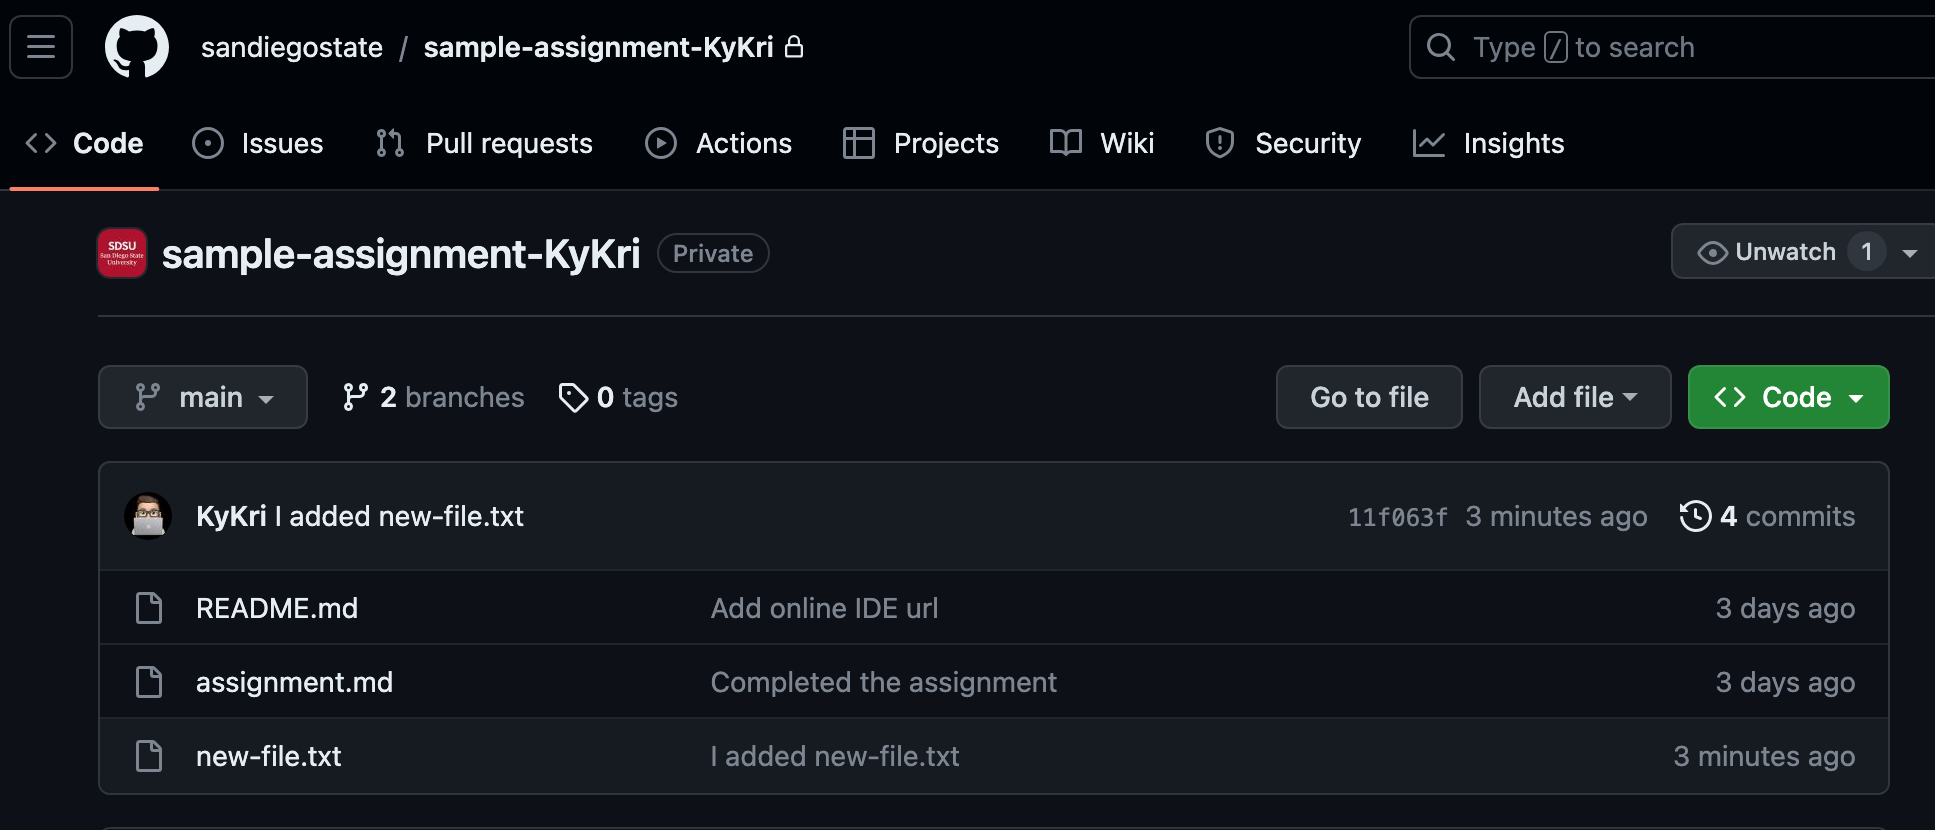 sandiegostate / sample-assignment-KyKri
Type / to search
Code Issues Pull requests Actions Projects Wiki Security Insights
SDSU
San Diego State
University
sample-assignment-KyKri Private
Unwatch 1
main 2 branches 0 tags
Go to file Add file Code
KyKri I added new-file.txt 11f063f 3 minutes ago 4 commits
README.md Add online IDE url 3 days ago
assignment.md Completed the assignment 3 days ago
new-file.txt I added new-file.txt 3 minutes ago